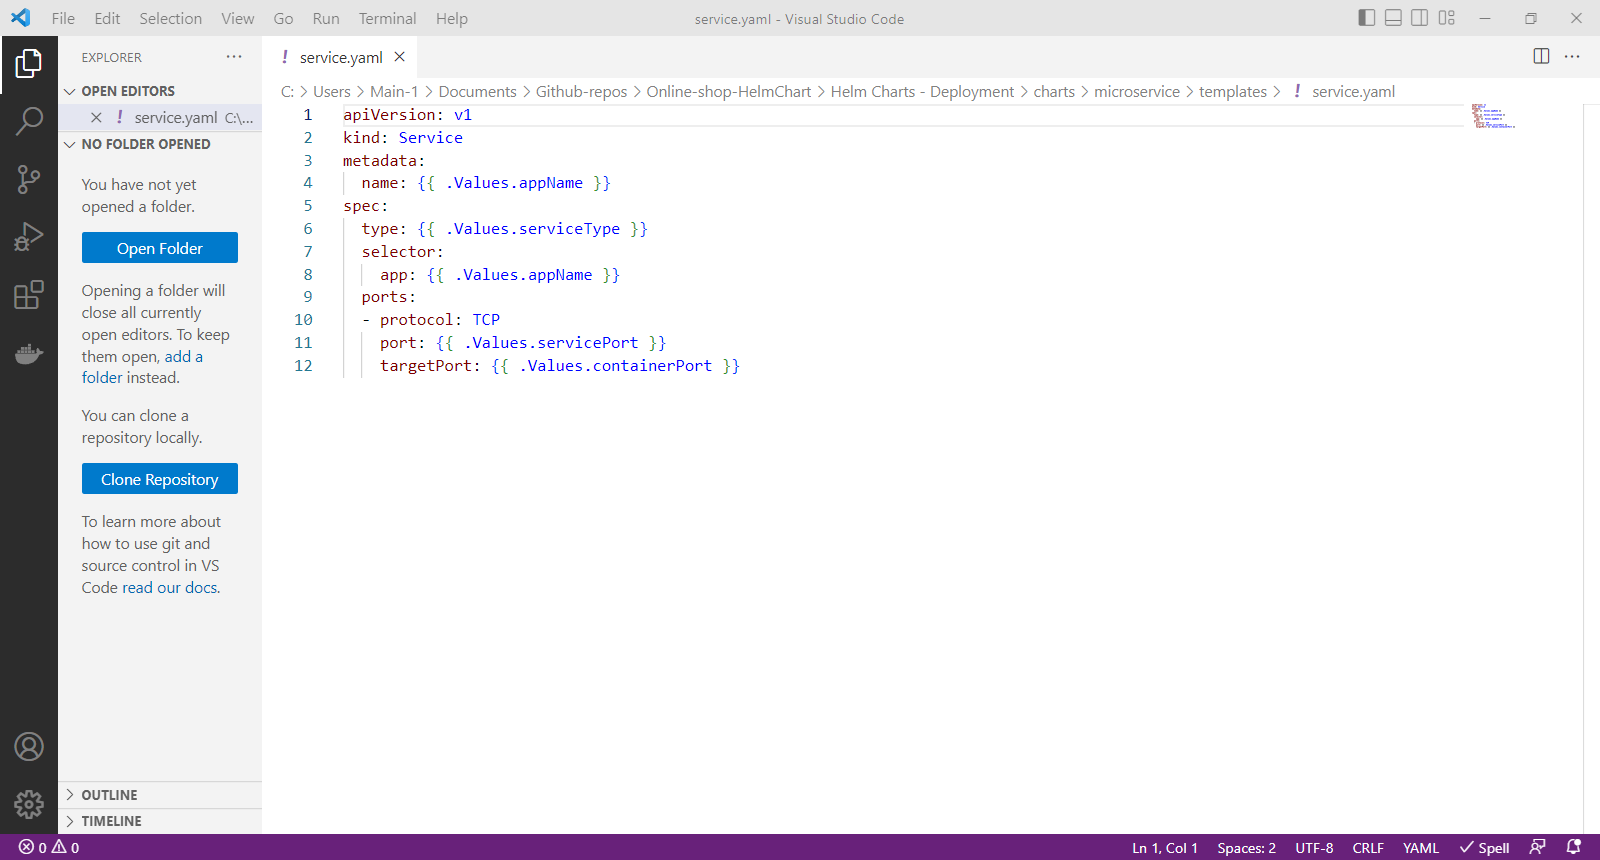 File Edit Selection View Go Run Terminal Help
service.yaml - Visual Studio Code
EXPLORER
OPEN EDITORS
service.yaml C:\...
NO FOLDER OPENED
You have not yet
opened a folder.
Open Folder
Opening a folder will
close all currently
open editors. To keep
them open, add a
folder instead.
You can clone a
repository locally.
Clone Repository
To learn more about
how to use git and
source control in VS
Code read our docs.
OUTLINE
TIMELINE
service.yaml
C: > Users > Main-1 > Documents > Github-repos > Online-shop-HelmChart > Helm Charts - Deployment > charts > microservice > templates > ! service.yaml
1 apiVersion: v1
2 kind: Service
3 metadata:
4   name: {{ .Values.appName }}
5 spec:
6   type: {{ .Values.serviceType }}
7   selector:
8     app: {{ .Values.appName }}
9   ports:
10   - protocol: TCP
11     port: {{ .Values.servicePort }}
12     targetPort: {{ .Values.containerPort }}
0 0
Ln 1, Col 1 Spaces: 2 UTF-8 CRLF YAML Spell